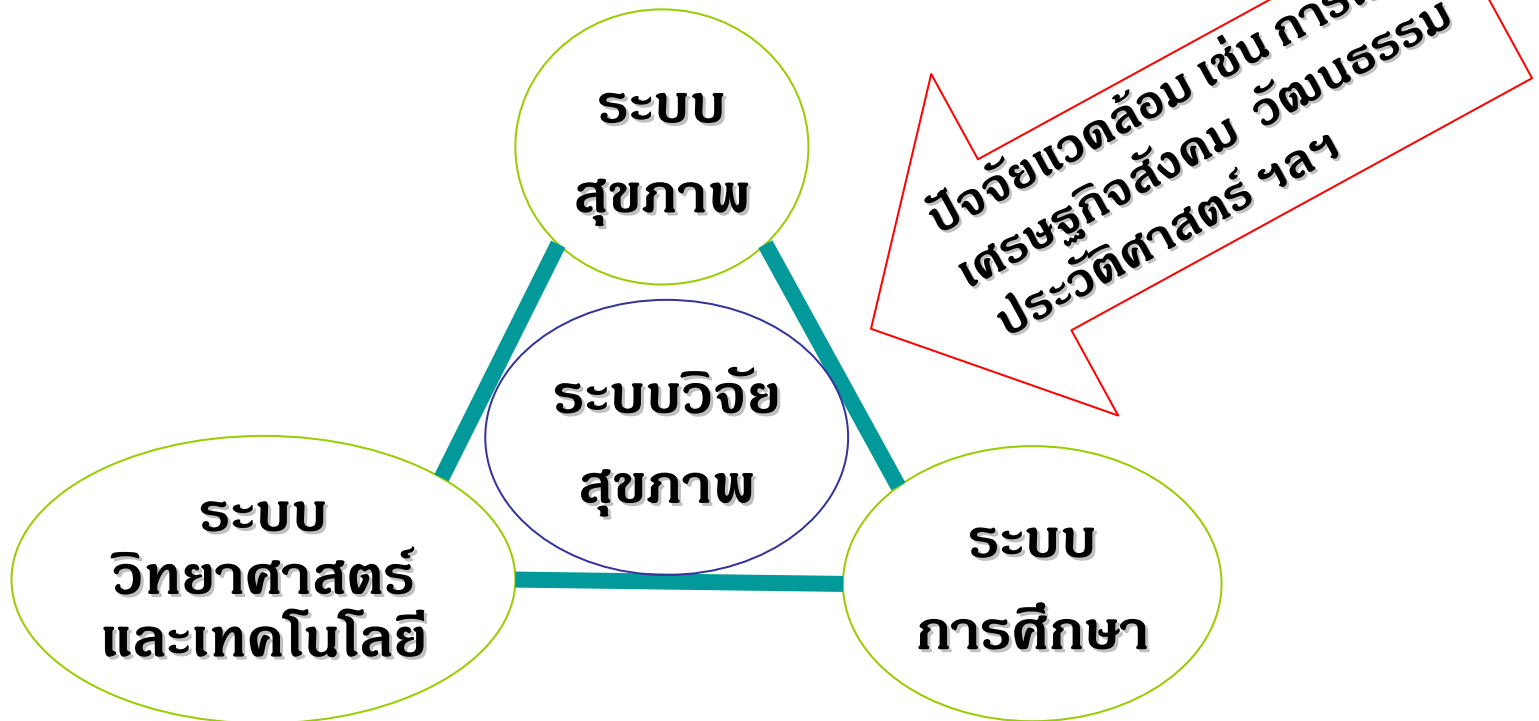 ระบบ
สุขภาพ
ปัจจัยแวดล้อม เช่น
เศรษฐกิจสังคม วัฒนธรรม
ประวัติศาสตร์ ฯลฯ
ระบบวิจัย
สุขภาพ
ระบบ
วิทยาศาสตร์
และเทคโนโลยี
ระบบ
การศึกษา